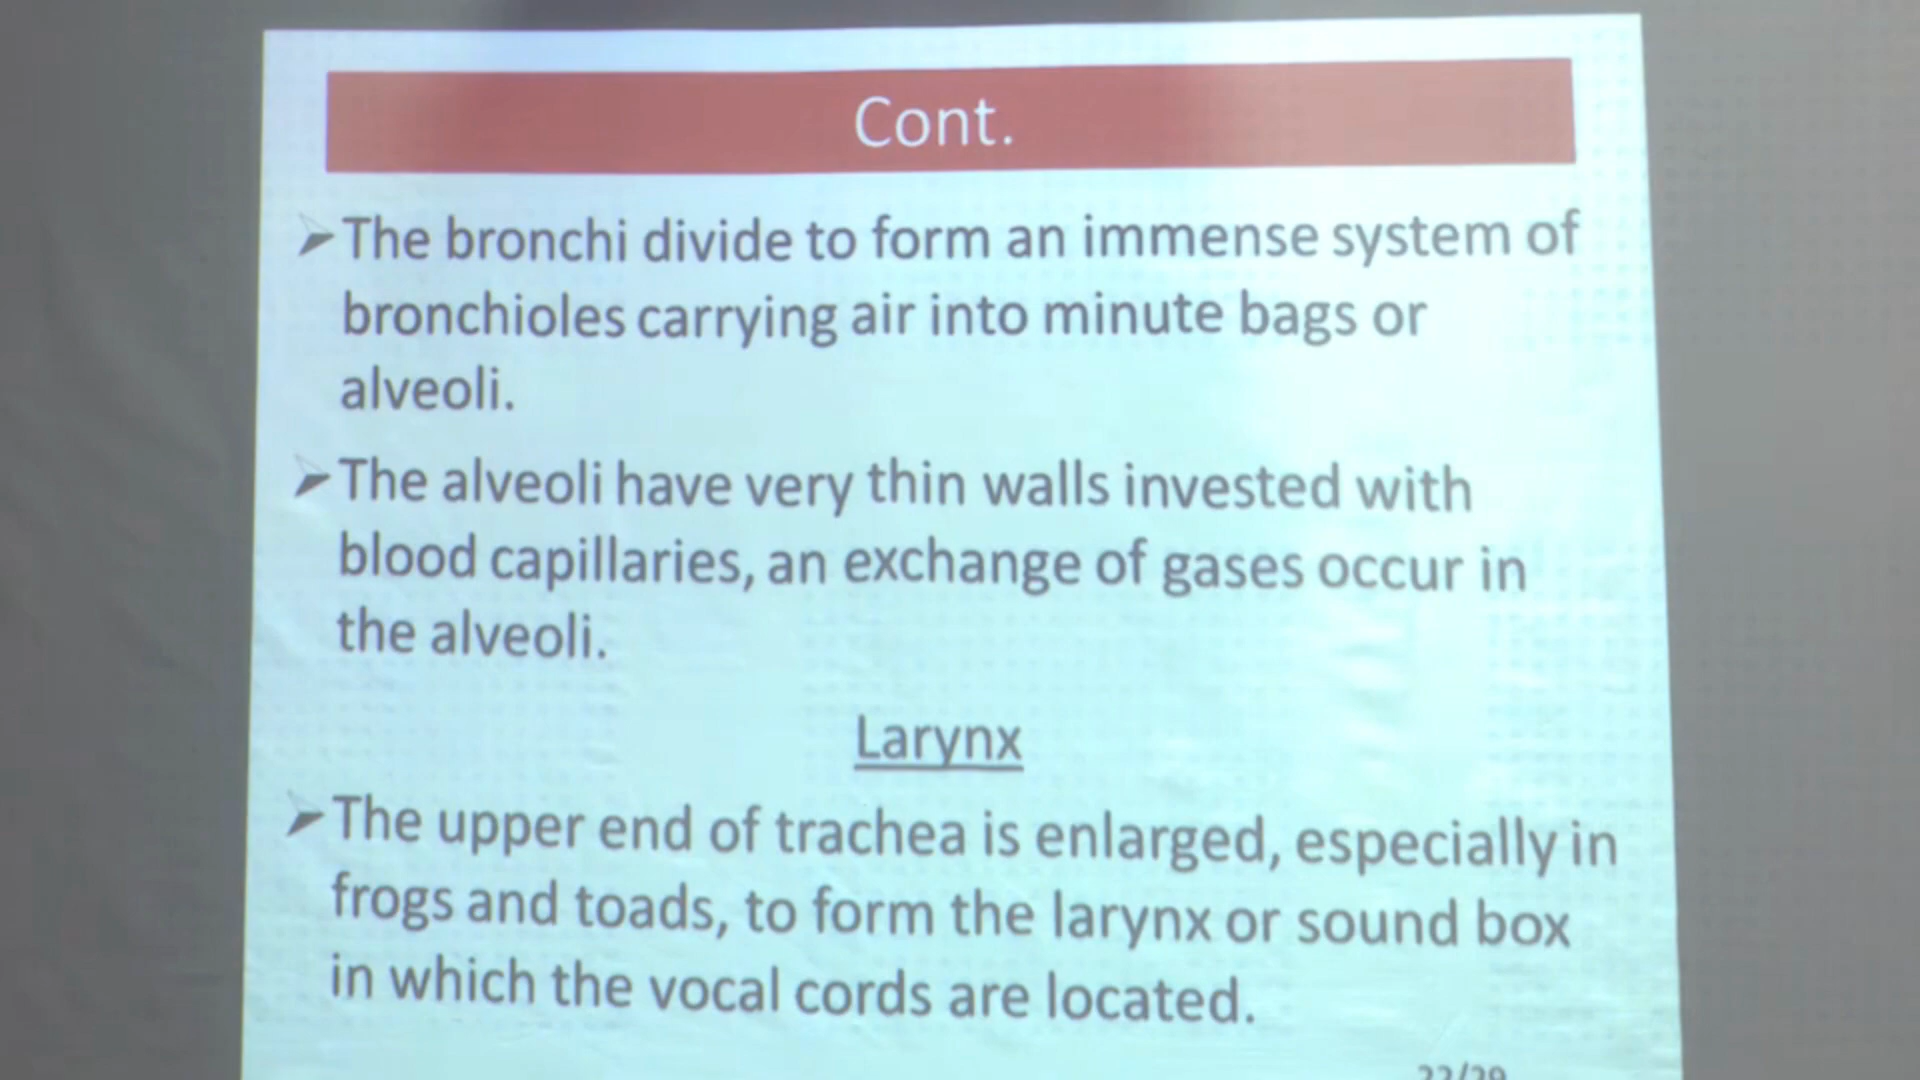 Cont.
The bronchi divide to form an immense system of
bronchioles carrying air into minute bags or
alveoli.
The alveoli have very thin walls invested with
blood capillaries, an exchange of gases occur in
the alveoli.
Larynx
The upper end of trachea is enlarged, especially in
frogs and toads, to form the larynx or sound box
in which the vocal cords are located.